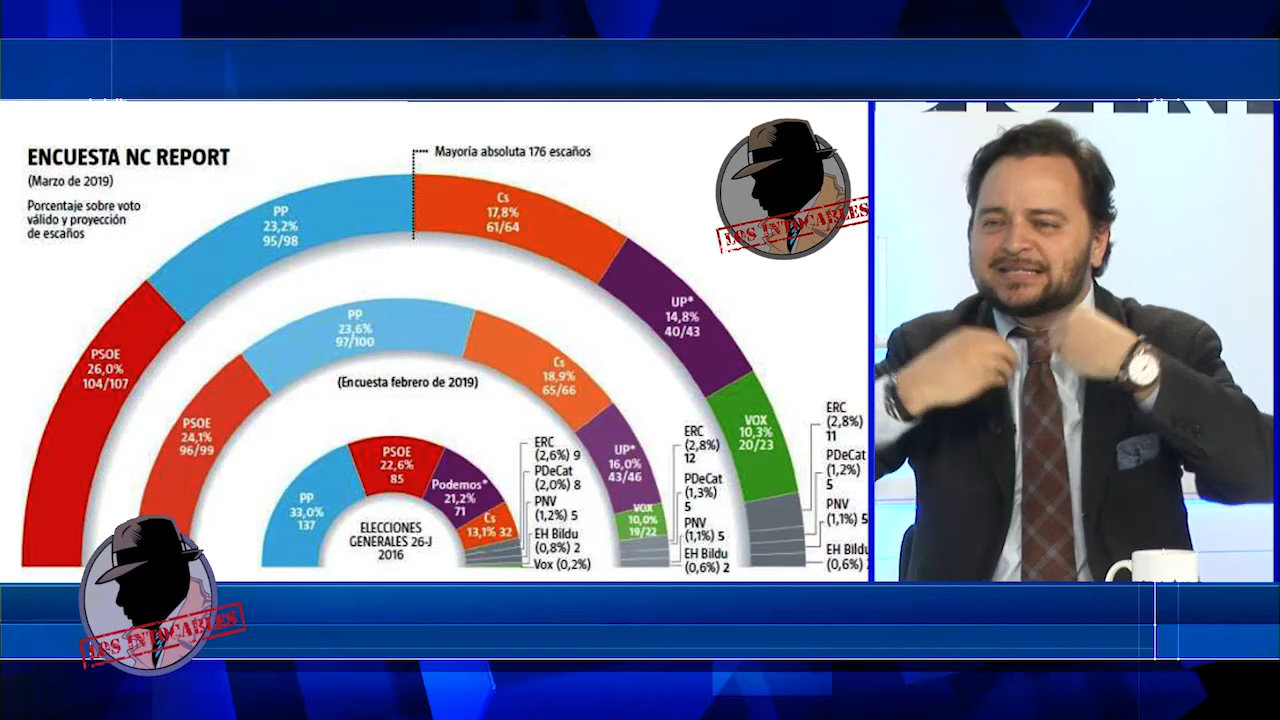 ENCUESTA NC REPORT
(Marzo de 2019)
Porcentaje sobre voto
válido y proyección
de escaños
Mayoría absoluta 176 escaños
PSOE
26,0%
104/107
PP
23,2%
95/98
Cs
17,8%
61/64
UP*
14,8%
40/43
VOX
10,3%
20/23
ERC
(2,8%)
11
PDeCat
(1,2%)
5
PNV
(1,1%) 5
EH Bildu
(0,6%)
(Encuesta febrero de 2019)
PSOE
24,1%
96/99
PP
23,6%
97/100
Cs
18,9%
65/66
UP*
16,0%
43/46
VOX
10,0%
19/22
ERC
(2,8%)
12
PDeCat
(1,3%)
5
PNV
(1,1%) 5
EH Bildu
(0,6%) 2
ELECCIONES
GENERALES 26-J
2016
PP
33,0%
137
PSOE
22,6%
85
Podemos*
21,2%
71
Cs
13,1% 32
ERC
(2,6%) 9
PDeCat
(2,0%) 8
PNV
(1,2%) 5
EH Bildu
(0,8%) 2
Vox (0,2%)
LOS INTOCABLES
LOS INTOCABLES